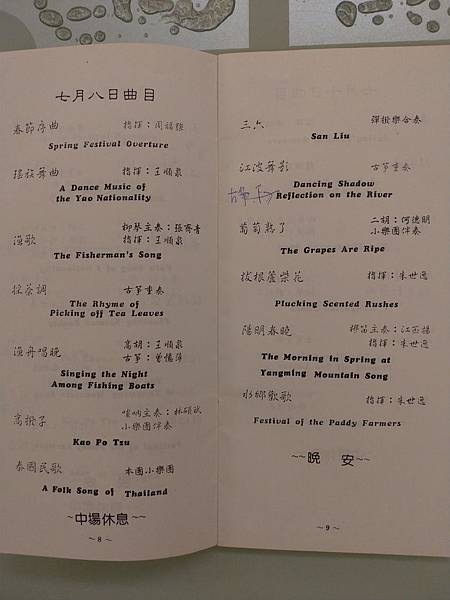 七月八日曲目
春節序曲 指揮：周福雄
Spring Festival Overture
瑤族舞曲 指揮：王順泉
A Dance Music of
the Yao Nationality
漁歌 柳琴主奏：張齊青
指揮：王順泉
The Fisherman's Song
採茶調 古箏重奏
The Rhyme of
Picking off Tea Leaves
漁舟唱晚 高胡：王順泉
古箏：曾憶萍
Singing the Night
Among Fishing Boats
高撥子 嗩吶主奏：林碩斌
小樂團伴奏
Kao Po Tzu
泰國民歌 本團小樂團
A Folk Song of Thailand
~中場休息~~
~8~
三六 彈撥樂合奏
San Liu
江波舞影 古箏重奏
Dancing Shadow
Reflection on the River
葡萄熟了 二胡：何德明
小樂團伴奏
The Grapes Are Ripe
拔根蘆柴花 指揮：朱世遜
Plucking Scented Rushes
陽明春曉 梆笛主奏：江丕揚
指揮：朱世遜
The Morning in Spring at
Yangming Mountain Song
水鄉歡歌 指揮：朱世遜
Festival of the Paddy Farmers
~~晚 安~~
~9~